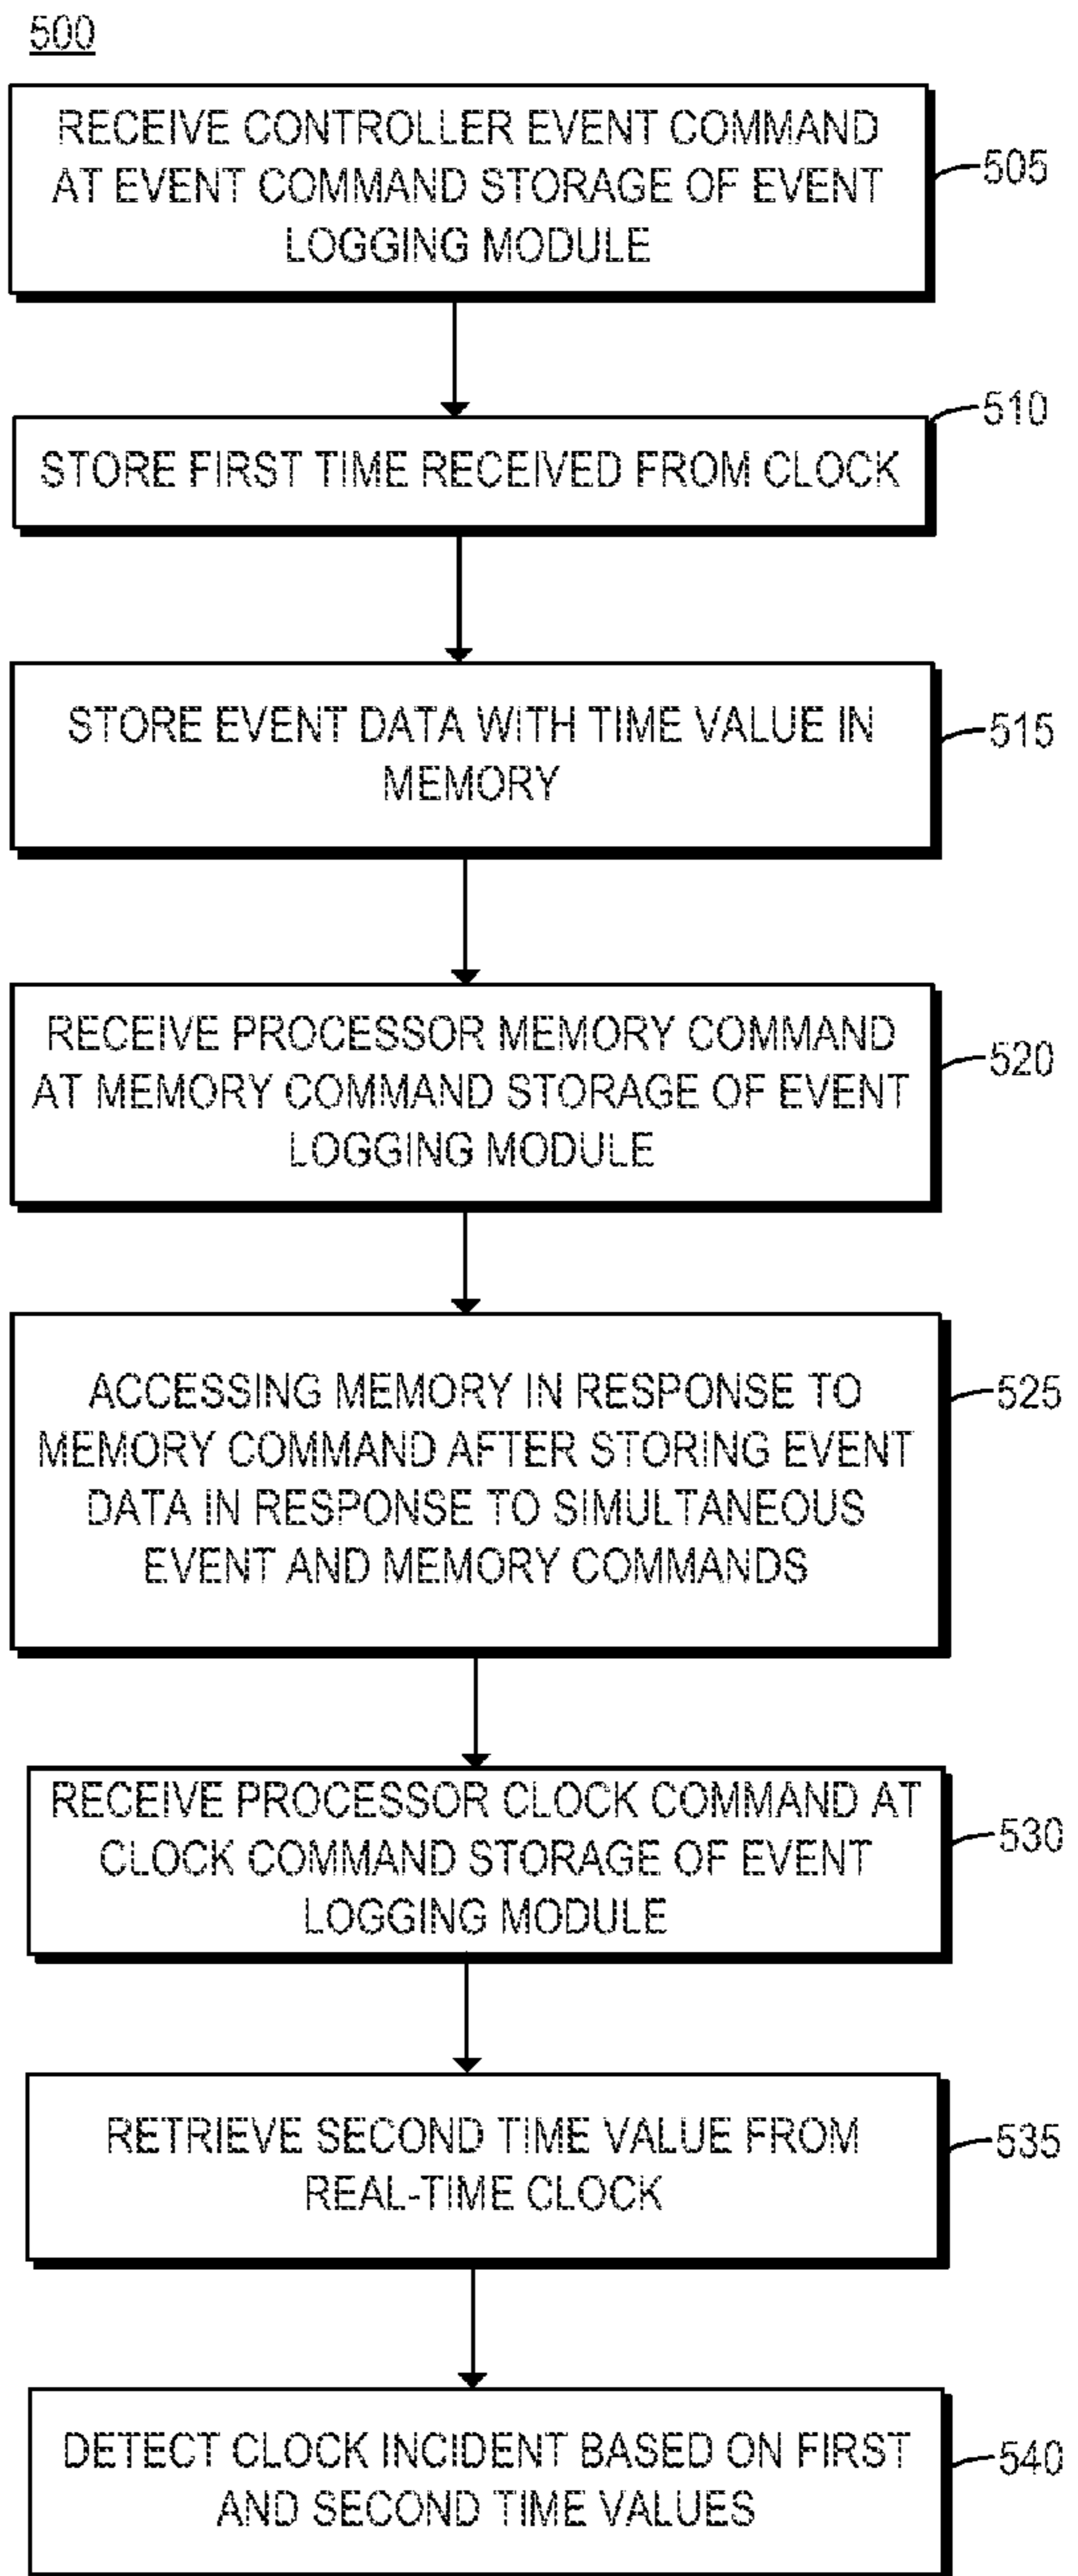 500
RECEIVE CONTROLLER EVENT COMMAND
AT EVENT COMMAND STORAGE OF EVENT
LOGGING MODULE
505
510
STORE FIRST TIME RECEIVED FROM CLOCK
STORE EVENT DATA WITH TIME VALUE IN
MEMORY
515
RECEIVE PROCESSOR MEMORY COMMAND
AT MEMORY COMMAND STORAGE OF EVENT
LOGGING MODULE
520
ACCESSING MEMORY IN RESPONSE TO
MEMORY COMMAND AFTER STORING EVENT
DATA IN RESPONSE TO SIMULTANEOUS
EVENT AND MEMORY COMMANDS
525
RECEIVE PROCESSOR CLOCK COMMAND AT
CLOCK COMMAND STORAGE OF EVENT
LOGGING MODULE
530
RETRIEVE SECOND TIME VALUE FROM
REAL-TIME CLOCK
535
DETECT CLOCK INCIDENT BASED ON FIRST
AND SECOND TIME VALUES
540